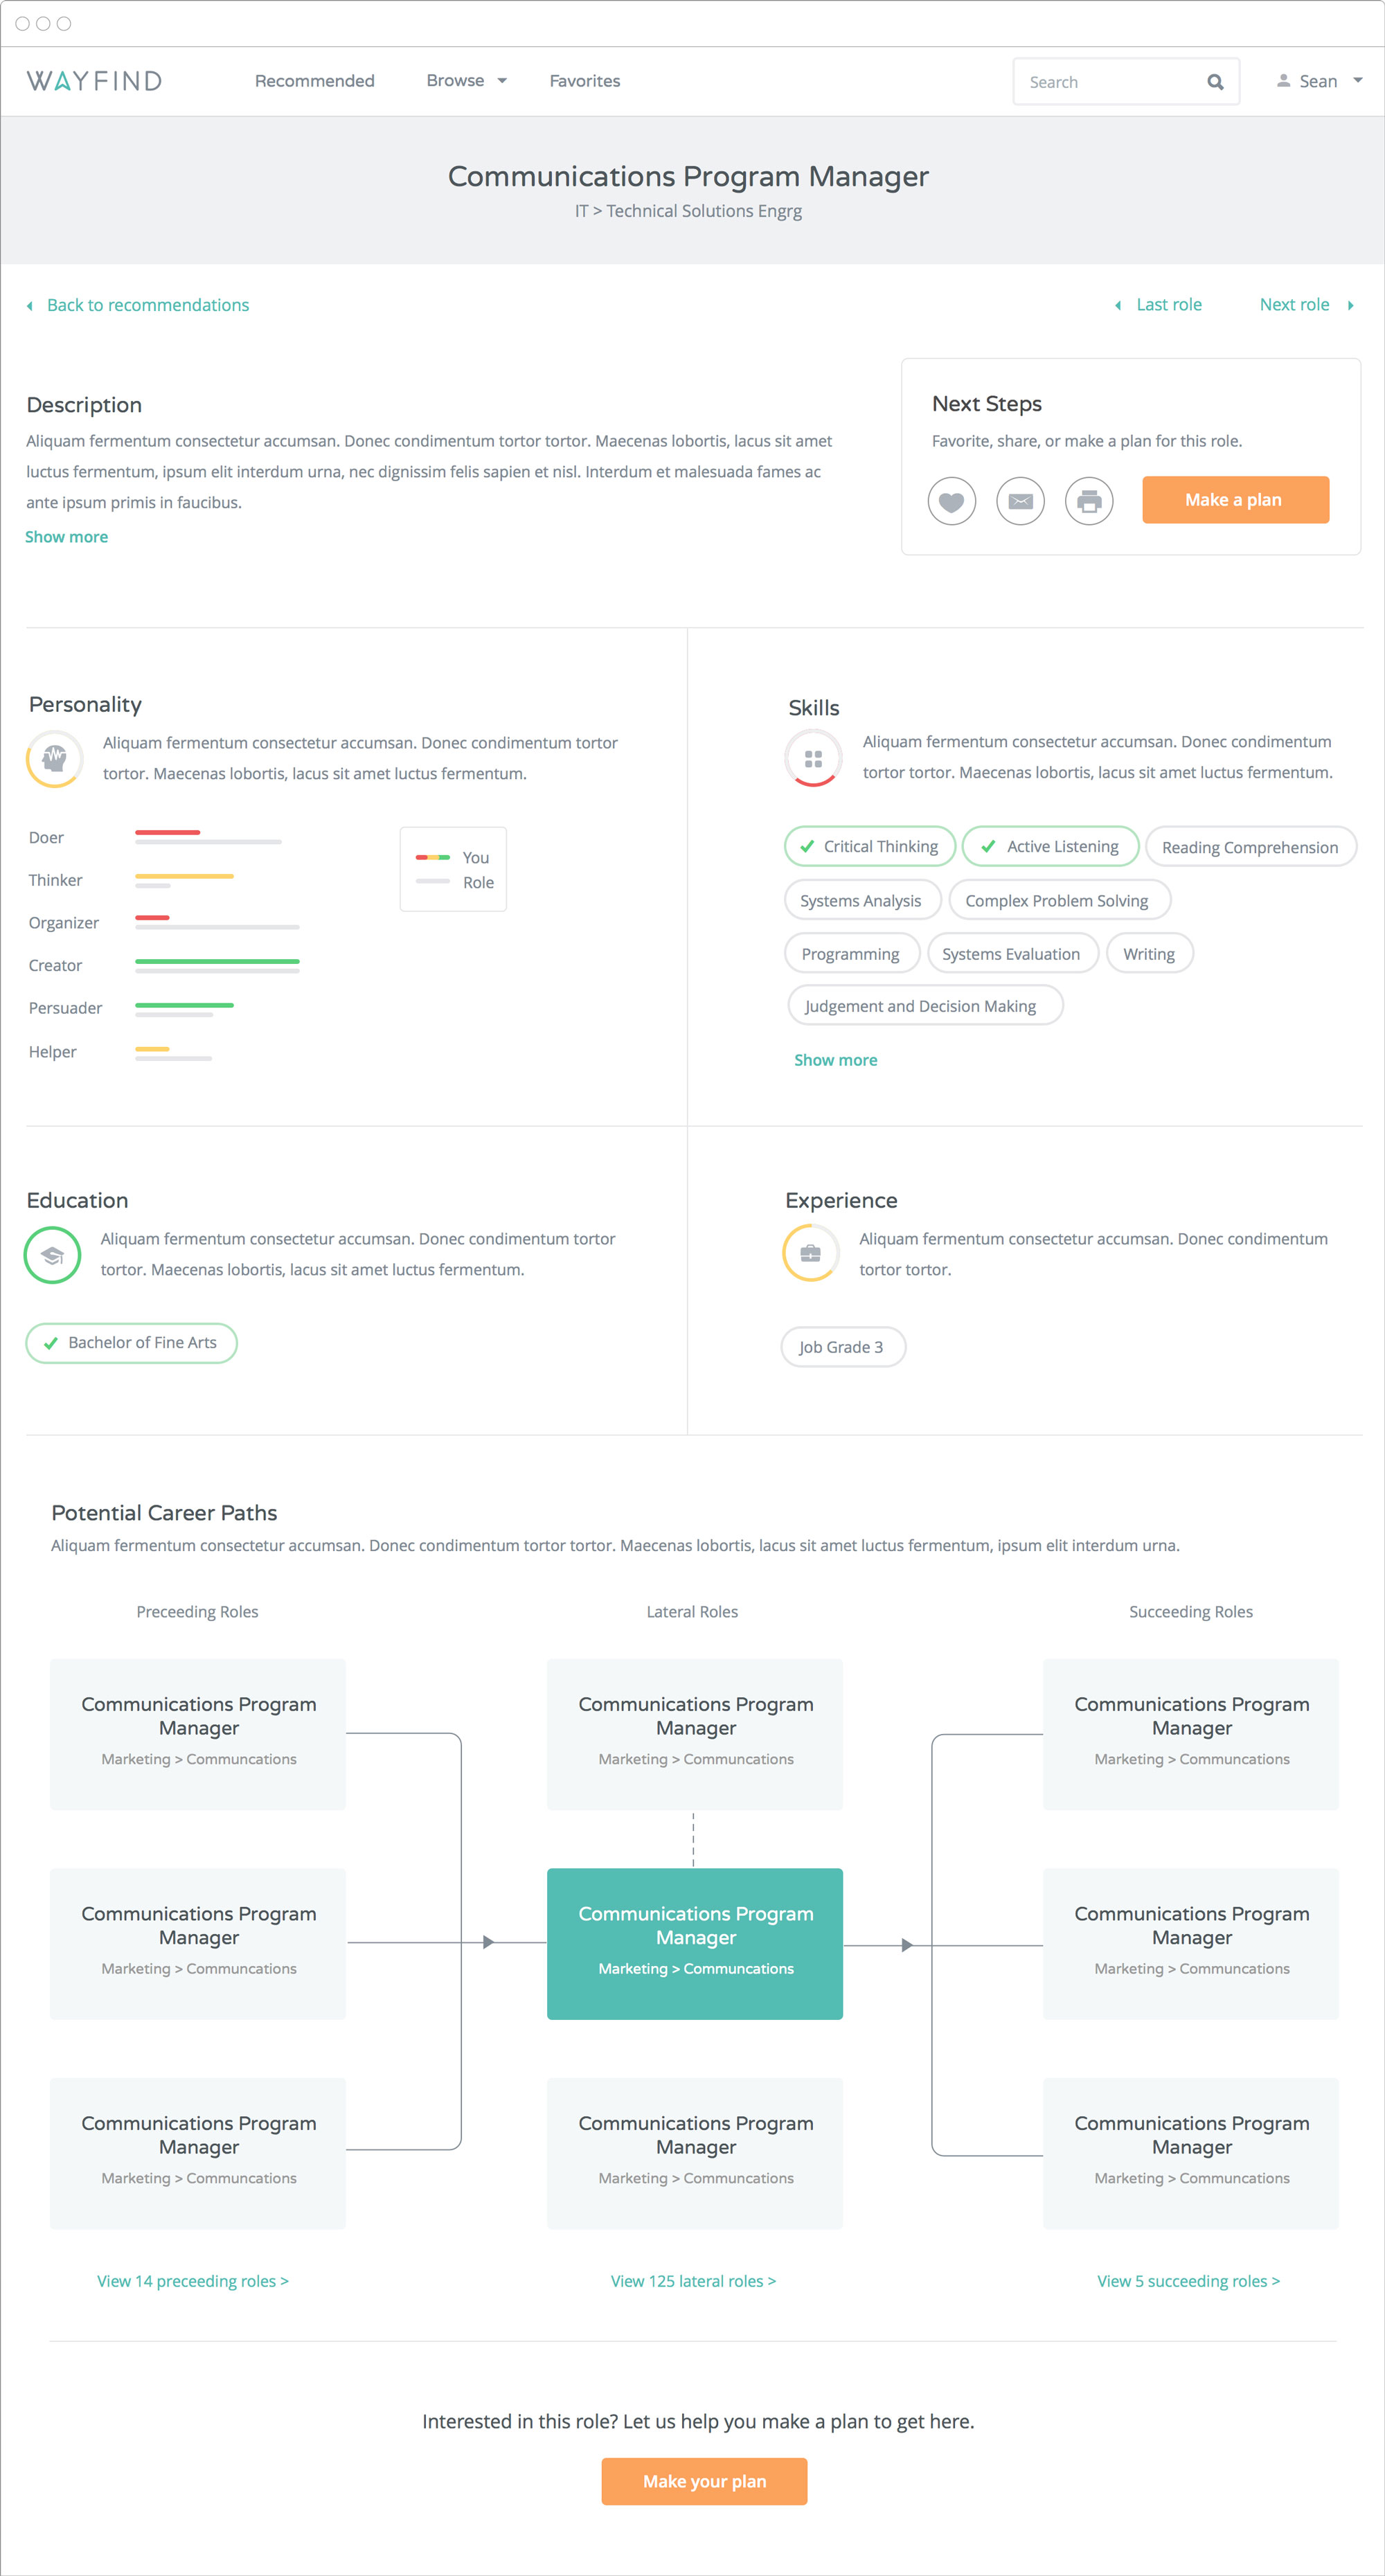 WAYFIND
Recommended
Browse
Favorites
Search
Sean
Communications Program Manager
IT > Technical Solutions Engrg
Back to recommendations
Last role
Next role
Description
Aliquam fermentum consectetur accumsan. Donec condimentum tortor tortor. Maecenas lobortis, lacus sit amet
luctus fermentum, ipsum elit interdum urna, nec dignissim felis sapien et nisl. Interdum et malesuada fames ac
ante ipsum primis in faucibus.
Show more
Next Steps
Favorite, share, or make a plan for this role.
Make a plan
Personality
Aliquam fermentum consectetur accumsan. Donec condimentum tortor
tortor. Maecenas lobortis, lacus sit amet luctus fermentum.
Doer
Thinker
Organizer
Creator
Persuader
Helper
You
Role
Skills
Aliquam fermentum consectetur accumsan. Donec condimentum
tortor tortor. Maecenas lobortis, lacus sit amet luctus fermentum.
Critical Thinking
Active Listening
Reading Comprehension
Systems Analysis
Complex Problem Solving
Programming
Systems Evaluation
Writing
Judgement and Decision Making
Show more
Education
Aliquam fermentum consectetur accumsan. Donec condimentum tortor
tortor. Maecenas lobortis, lacus sit amet luctus fermentum.
Bachelor of Fine Arts
Experience
Aliquam fermentum consectetur accumsan. Donec condimentum
tortor tortor.
Job Grade 3
Potential Career Paths
Aliquam fermentum consectetur accumsan. Donec condimentum tortor tortor. Maecenas lobortis, lacus sit amet luctus fermentum, ipsum elit interdum urna.
Preceeding Roles
Lateral Roles
Succeeding Roles
Communications Program
Manager
Marketing > Communcations
Communications Program
Manager
Marketing > Communcations
Communications Program
Manager
Marketing > Communcations
Communications Program
Manager
Marketing > Communcations
Communications Program
Manager
Marketing > Communcations
Communications Program
Manager
Marketing > Communcations
Communications Program
Manager
Marketing > Communcations
Communications Program
Manager
Marketing > Communcations
Communications Program
Manager
Marketing > Communcations
View 14 preceeding roles >
View 125 lateral roles >
View 5 succeeding roles >
Interested in this role? Let us help you make a plan to get here.
Make your plan